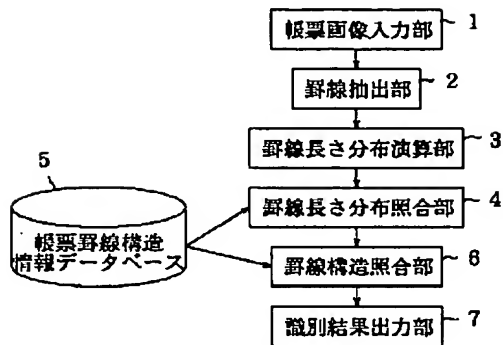 帳票画像入力部
1
罫線抽出部
2
罫線長さ分布演算部
3
5
罫線長さ分布照合部
4
帳票罫線構造
情報データベース
罫線構造照合部
6
識別結果出力部
7